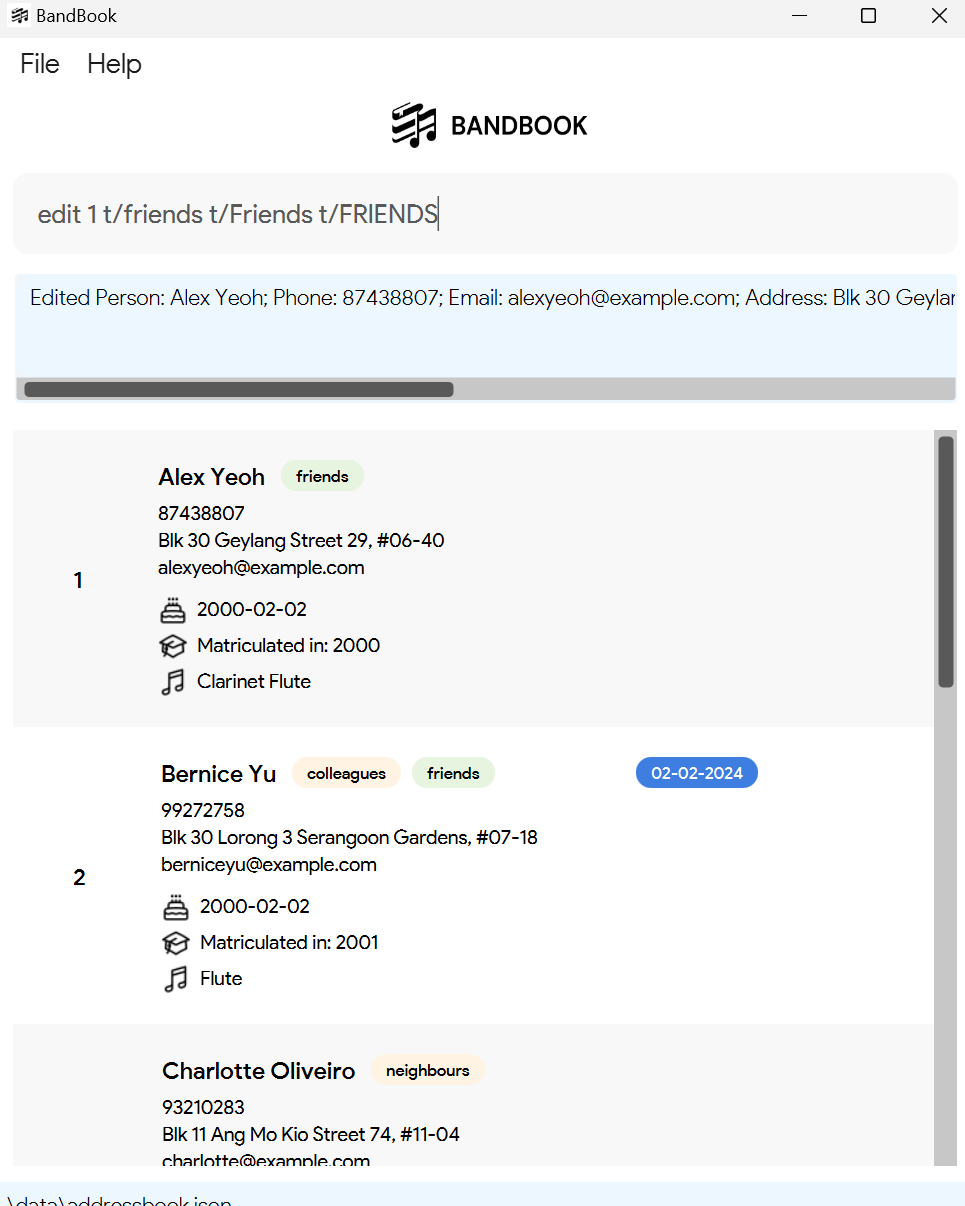 BandBook
File Help
BANDBOOK
edit 1 t/friends t/Friends t/FRIENDS
Edited Person: Alex Yeoh; Phone: 87438807; Email: alexyeoh@example.com; Address: Blk 30 Geylan
Alex Yeoh friends
87438807
Blk 30 Geylang Street 29, #06-40
alexyeoh@example.com
1
2000-02-02
Matriculated in: 2000
Clarinet Flute
Bernice Yu colleagues friends 02-02-2024
99272758
Blk 30 Lorong 3 Serangoon Gardens, #07-18
berniceyu@example.com
2
2000-02-02
Matriculated in: 2001
Flute
Charlotte Oliveiro neighbours
93210283
Blk 11 Ang Mo Kio Street 74, #11-04
charlotte@example.com
\data\addressbook.json